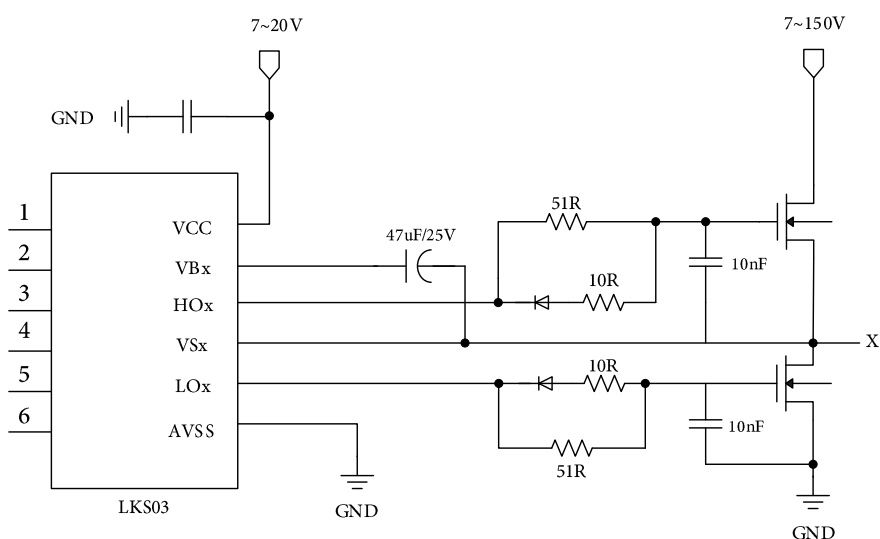 7~20V
7~150V
GND
1
2
3
4
5
6
VCC
VBx
HOx
VSx
LOx
AVSS
LKS03
47uF/25V
51R
10R
10nF
X
10R
51R
10nF
GND
GND